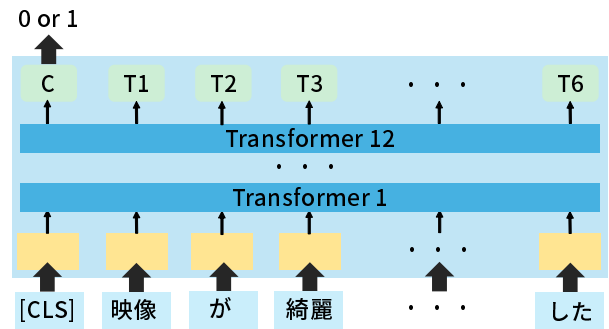 0 or 1
C T1 T2 T3 · · · T6
Transformer 12
· · ·
Transformer 1
· · ·
[CLS] 映像 が 綺麗 · · · した